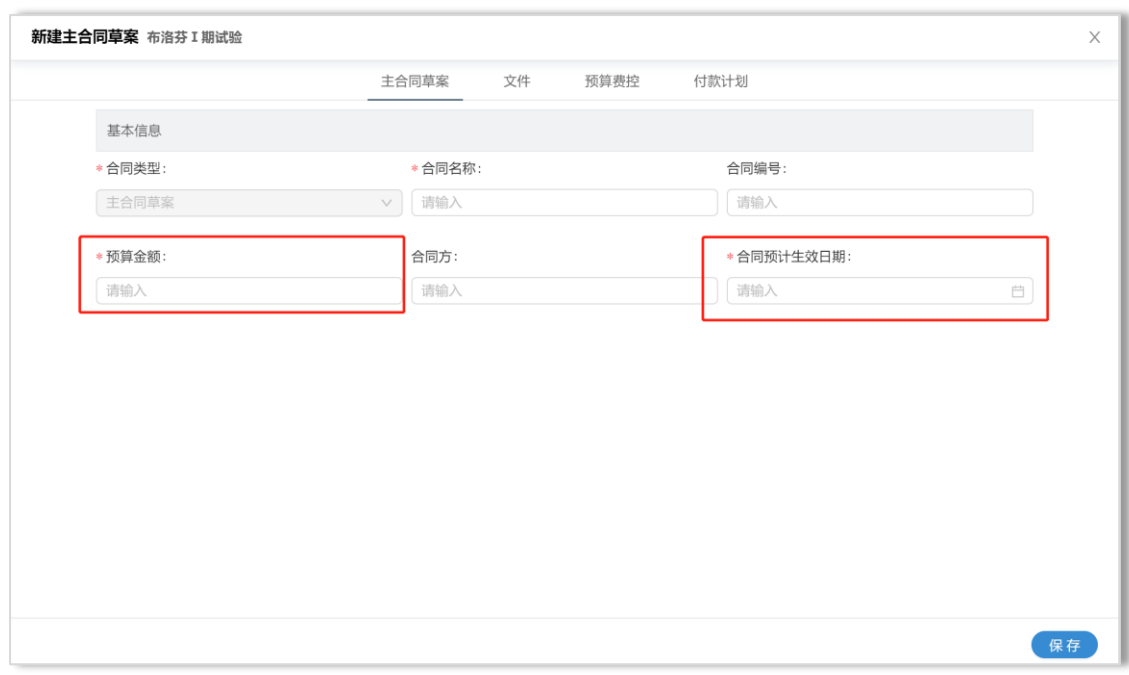 新建主合同草案 布洛芬 I 期试验
主合同草案 文件 预算费控 付款计划
基本信息
* 合同类型: * 合同名称: 合同编号:
主合同草案 请输入 请输入
* 预算金额: 合同方: * 合同预计生效日期:
请输入 请输入 请输入
保存